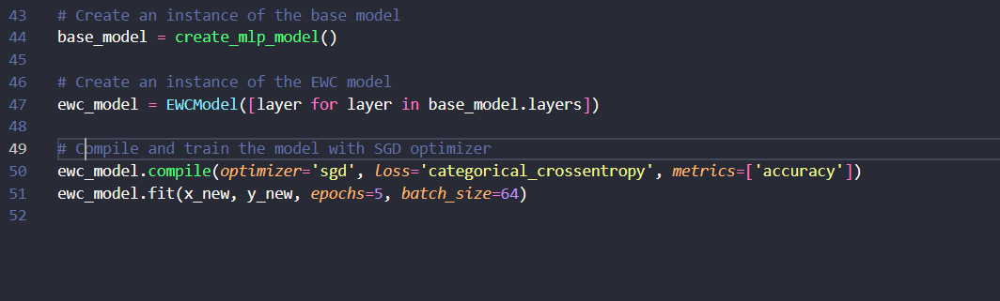 43 # Create an instance of the base model
44 base_model = create_mlp_model()
45
46 # Create an instance of the EWC model
47 ewc_model = EWCModel([layer for layer in base_model.layers])
48
49 # Compile and train the model with SGD optimizer
50 ewc_model.compile(optimizer='sgd', loss='categorical_crossentropy', metrics=['accuracy'])
51 ewc_model.fit(x_new, y_new, epochs=5, batch_size=64)
52